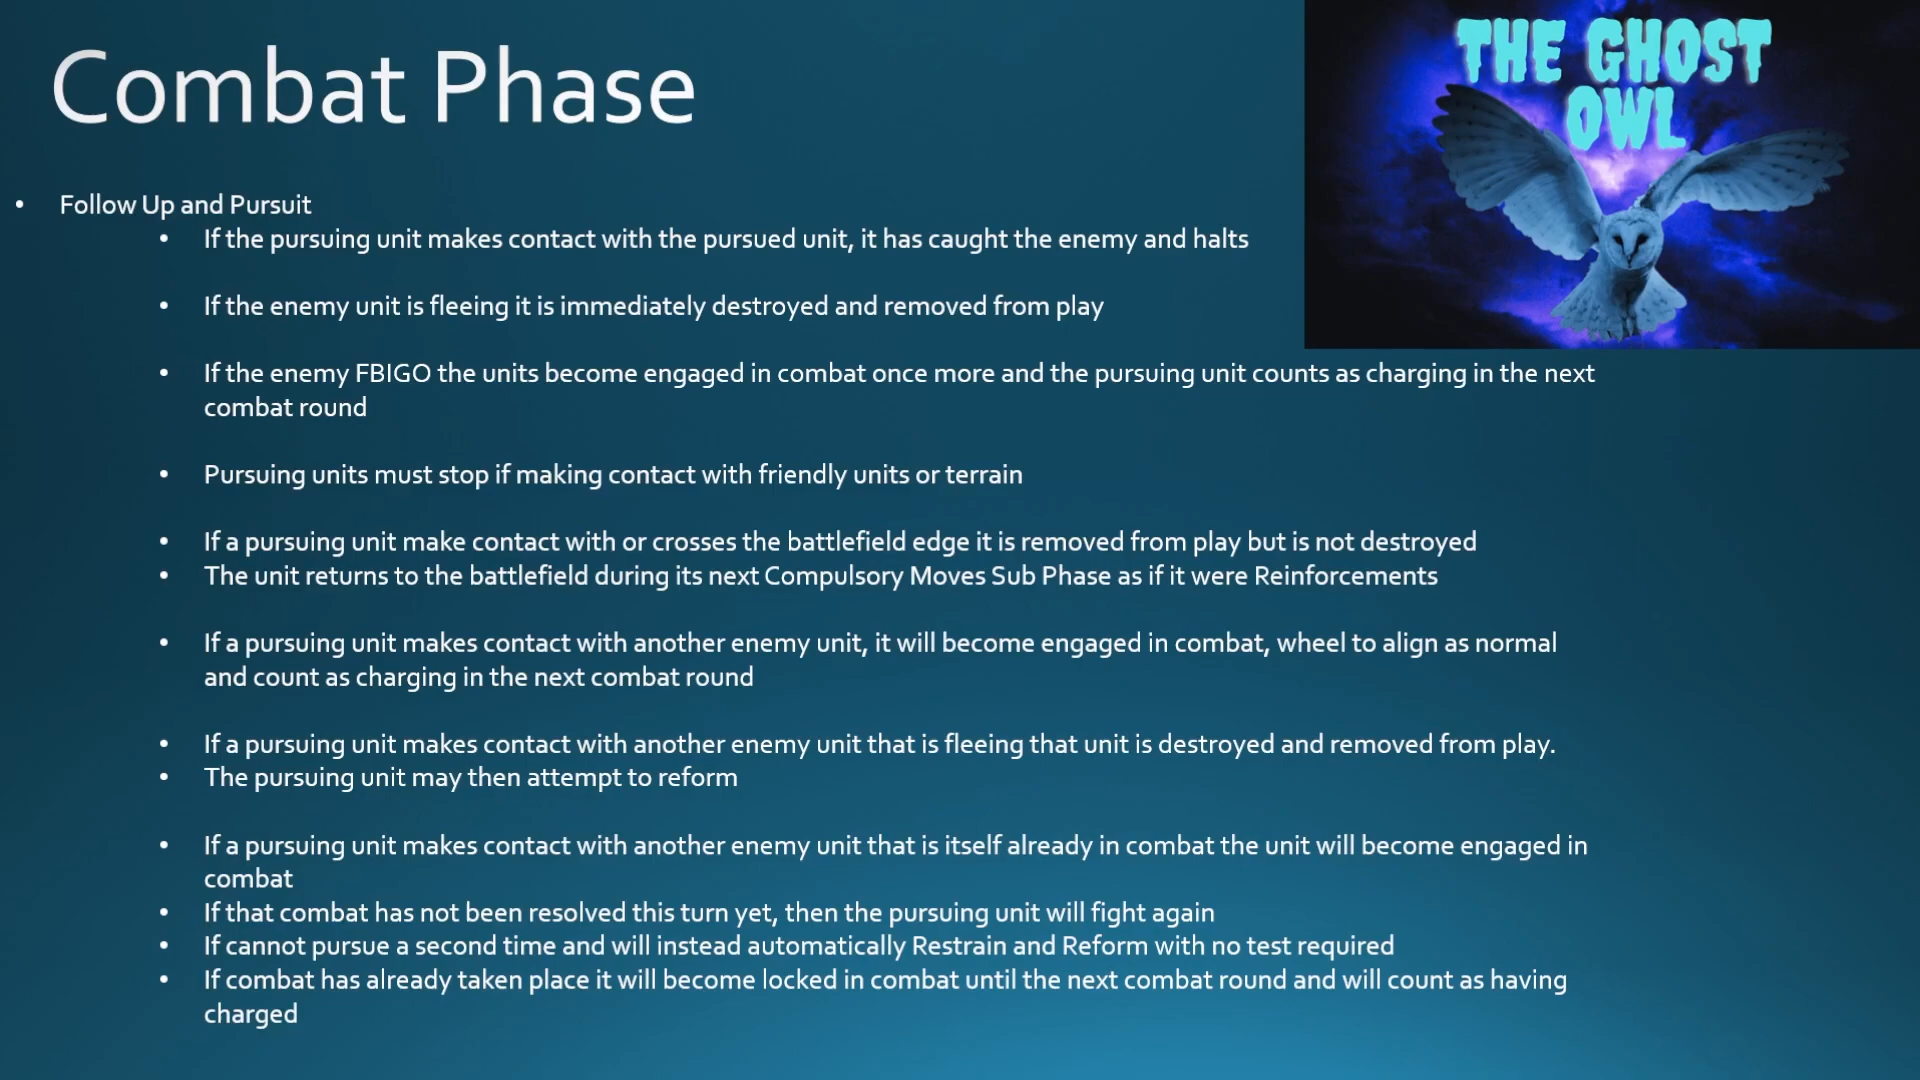 Combat Phase
THE GHOST
OWL
• Follow Up and Pursuit
• If the pursuing unit makes contact with the pursued unit, it has caught the enemy and halts
• If the enemy unit is fleeing it is immediately destroyed and removed from play
• If the enemy FBIGO the units become engaged in combat once more and the pursuing unit counts as charging in the next
combat round
• Pursuing units must stop if making contact with friendly units or terrain
• If a pursuing unit make contact with or crosses the battlefield edge it is removed from play but is not destroyed
• The unit returns to the battlefield during its next Compulsory Moves Sub Phase as if it were Reinforcements
• If a pursuing unit makes contact with another enemy unit, it will become engaged in combat, wheel to align as normal
and count as charging in the next combat round
• If a pursuing unit makes contact with another enemy unit that is fleeing that unit is destroyed and removed from play.
• The pursuing unit may then attempt to reform
• If a pursuing unit makes contact with another enemy unit that is itself already in combat the unit will become engaged in
combat
• If that combat has not been resolved this turn yet, then the pursuing unit will fight again
• If cannot pursue a second time and will instead automatically Restrain and Reform with no test required
• If combat has already taken place it will become locked in combat until the next combat round and will count as having
charged